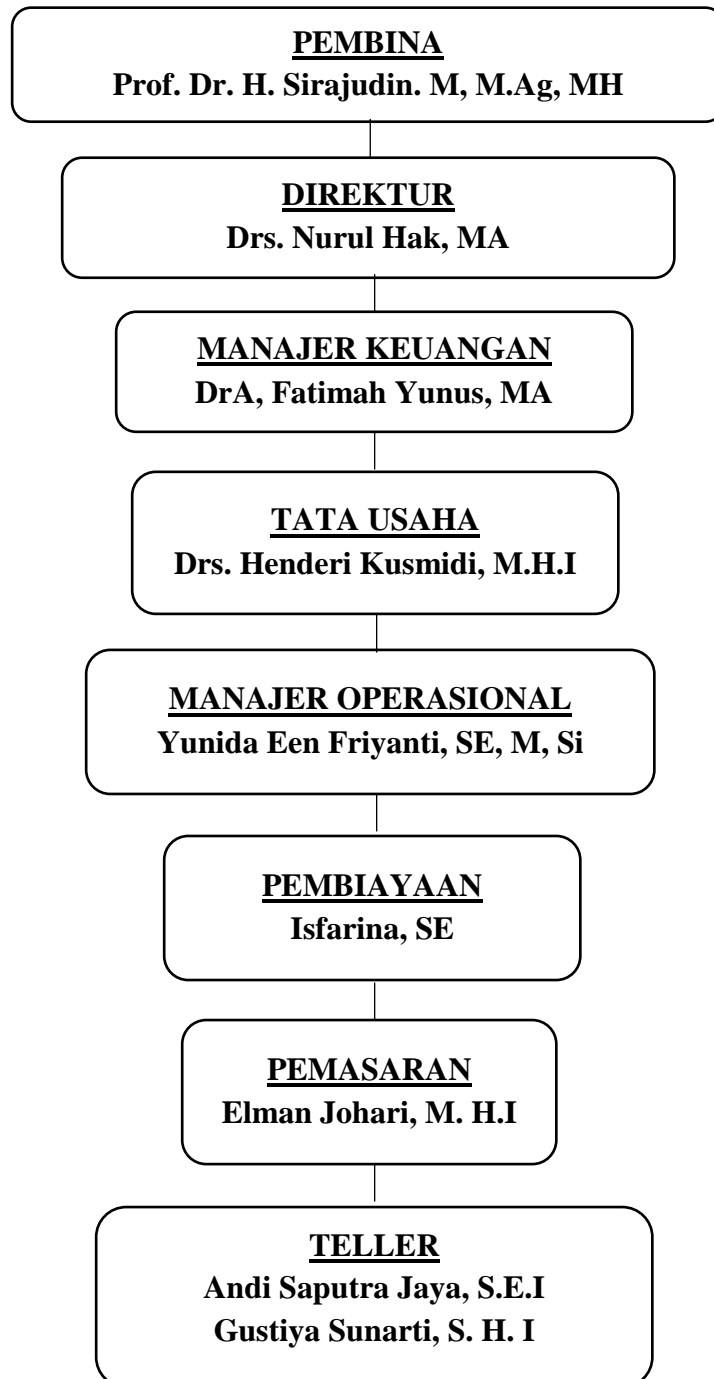 PEMBINA
Prof. Dr. H. Sirajudin. M, M.Ag, MH
DIREKTUR
Drs. Nurul Hak, MA
MANAJER KEUANGAN
DrA, Fatimah Yunus, MA
TATA USAHA
Drs. Henderi Kusmidi, M.H.I
MANAJER OPERASIONAL
Yunida Een Friyanti, SE, M, Si
PEMBIAYAAN
Isfarina, SE
PEMASARAN
Elman Johari, M. H.I
TELLER
Andi Saputra Jaya, S.E.I
Gustiya Sunarti, S. H. I